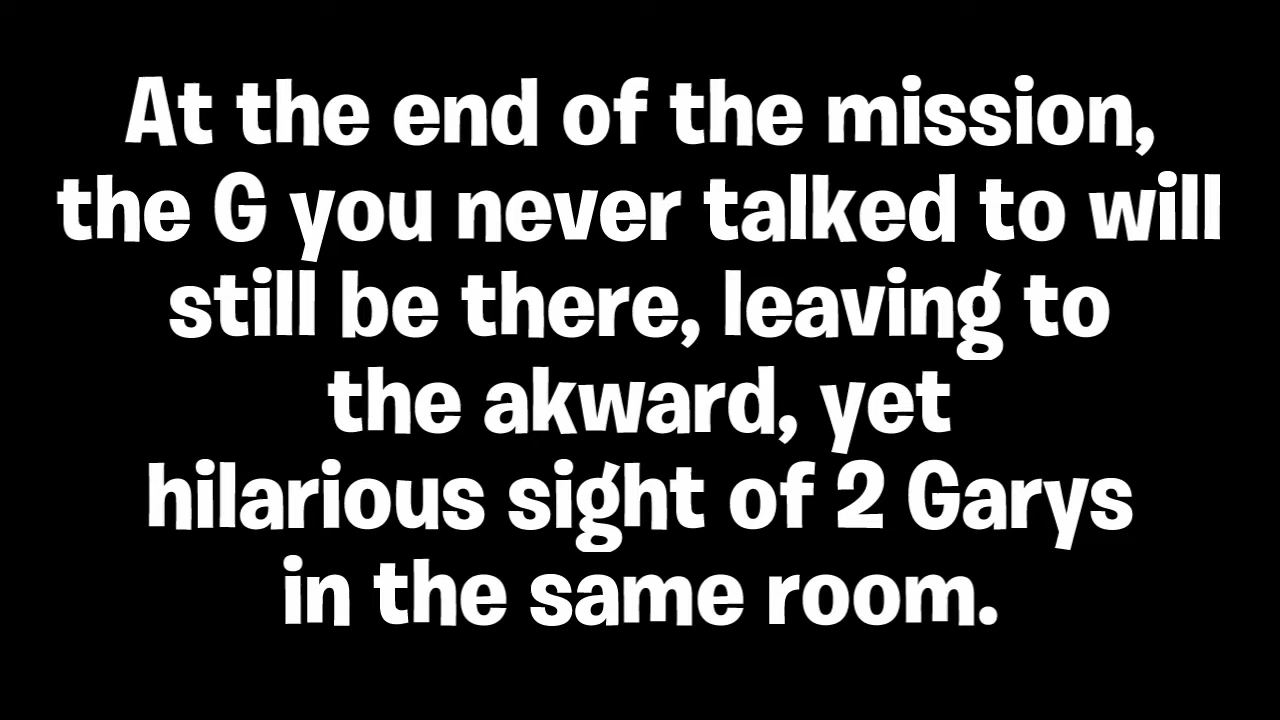 At the end of the mission,
the G you never talked to will
still be there, leaving to
the akward, yet
hilarious sight of 2 Garys
in the same room.